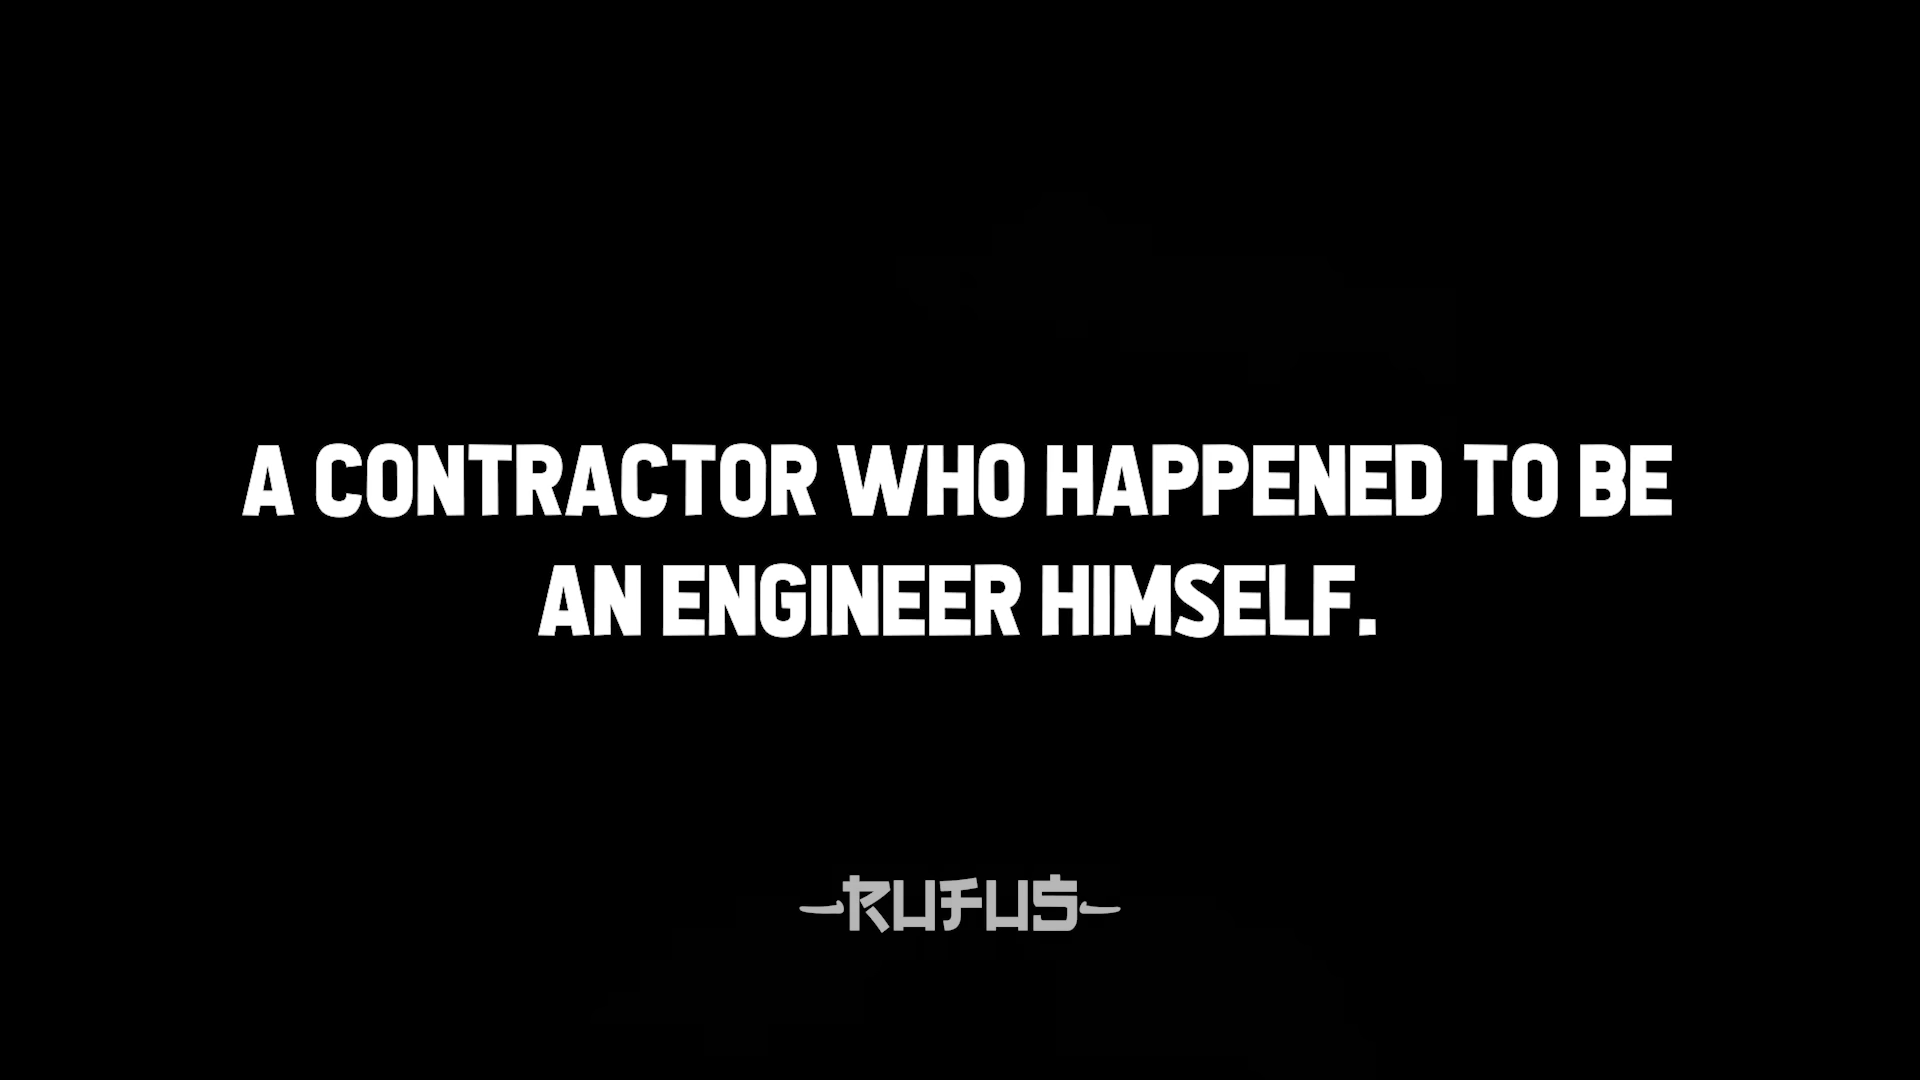 A CONTRACTOR WHO HAPPENED TO BE
AN ENGINEER HIMSELF.
-RUFUS-